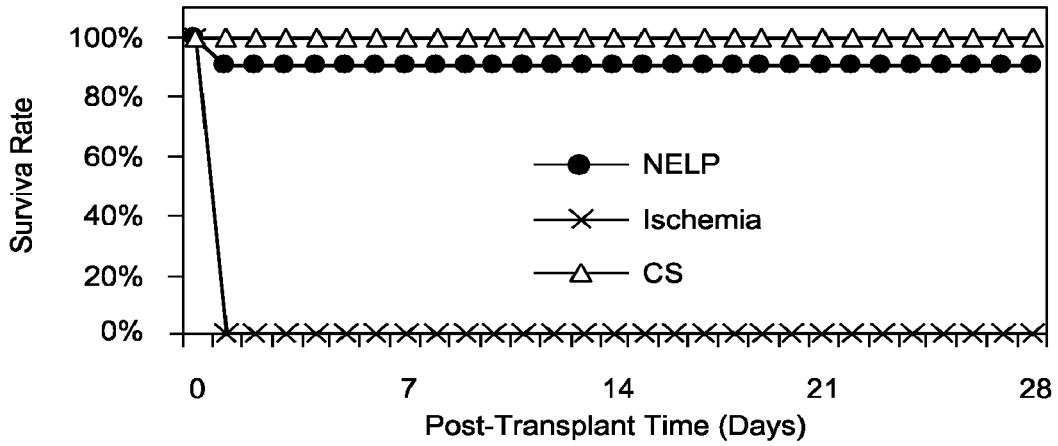 Surviva Rate
100%
80%
60%
40%
20%
0%
NELP
Ischemia
CS
0 7 14 21 28
Post-Transplant Time (Days)